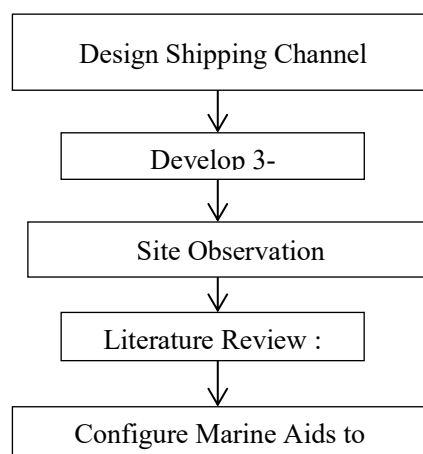 Design Shipping Channel
Develop 3-
Site Observation
Literature Review :
Configure Marine Aids to